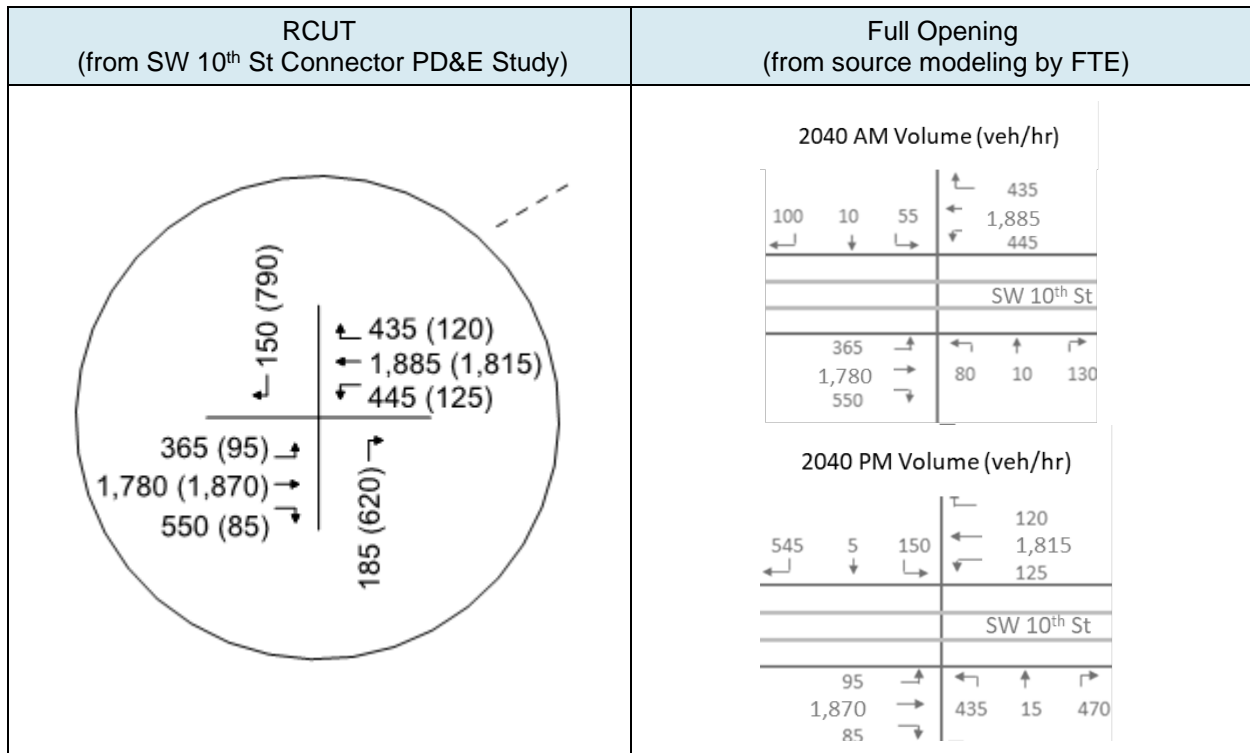 RCUT
(from SW 10th St Connector PD&E Study)
Full Opening
(from source modeling by FTE)
150 (790)
435 (120)
1,885 (1,815)
445 (125)
365 (95)
1,780 (1,870)
550 (85)
185 (620)
2040 AM Volume (veh/hr)
435
100 10 55 1,885
445
SW 10th St
365
1,780 80 10 130
550
2040 PM Volume (veh/hr)
120
545 5 150 1,815
125
SW 10th St
95
1,870 435 15 470
85